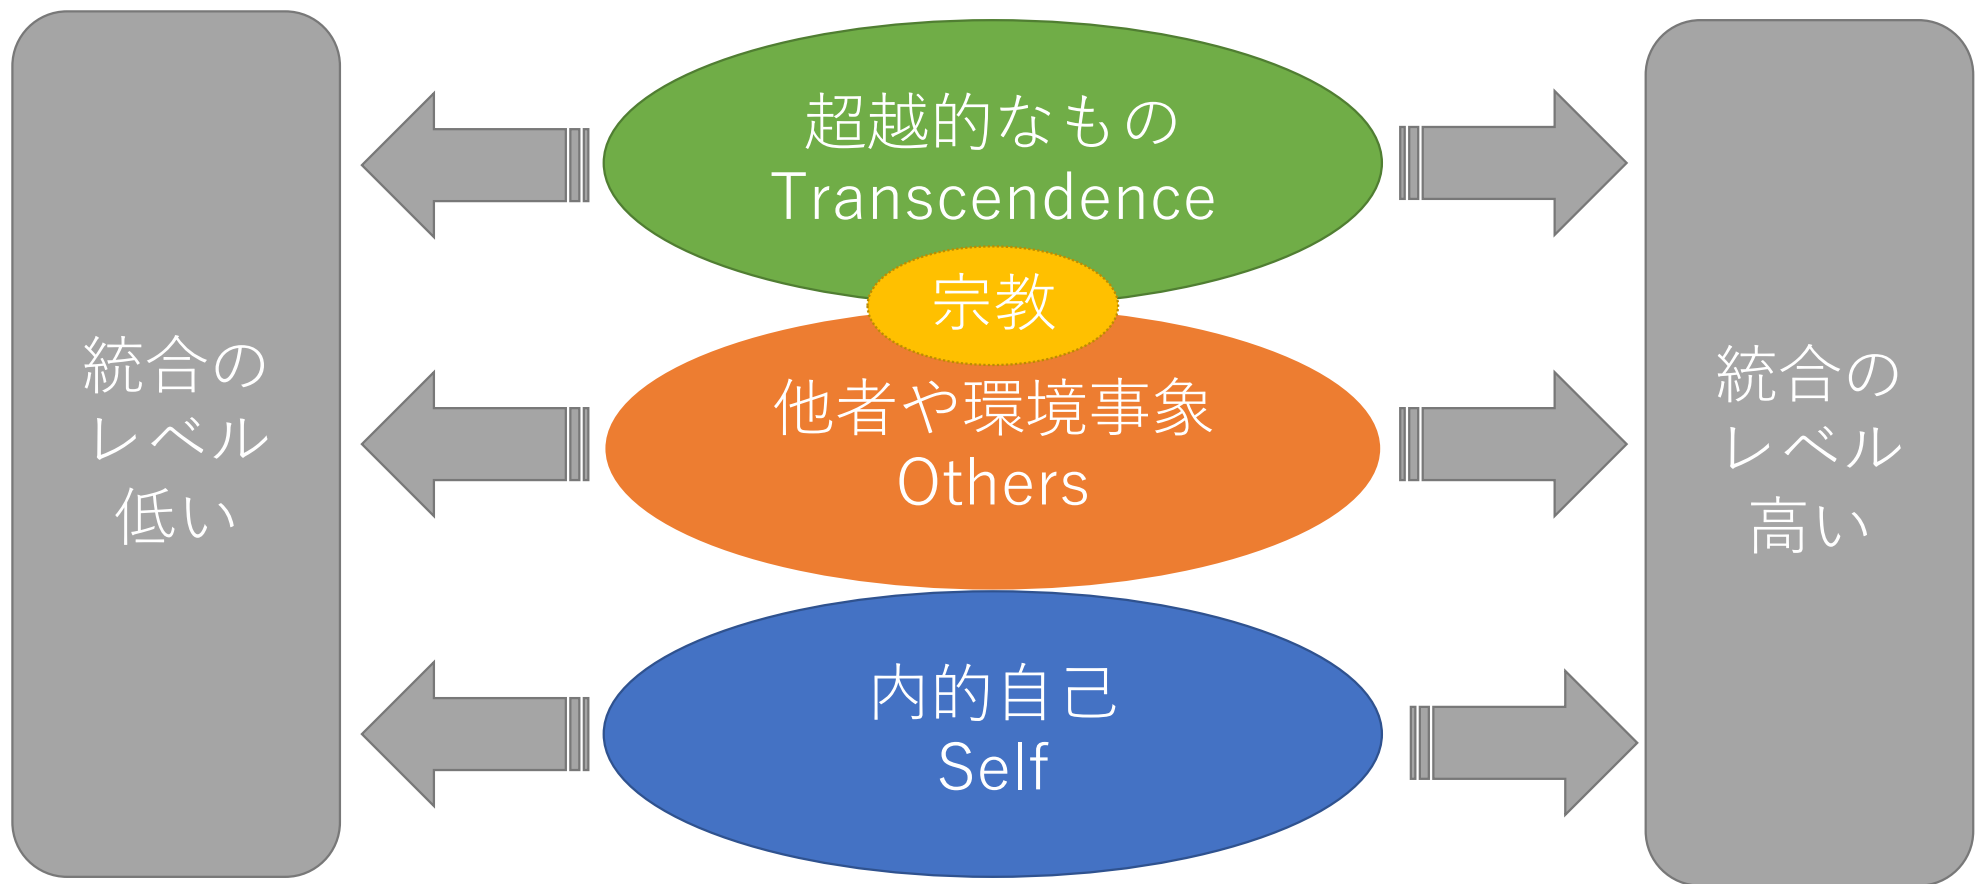 統合の
レベル
低い
超越的なもの
Transcendence
宗教
他者や環境事象
Others
内的自己
Self
統合の
レベル
高い